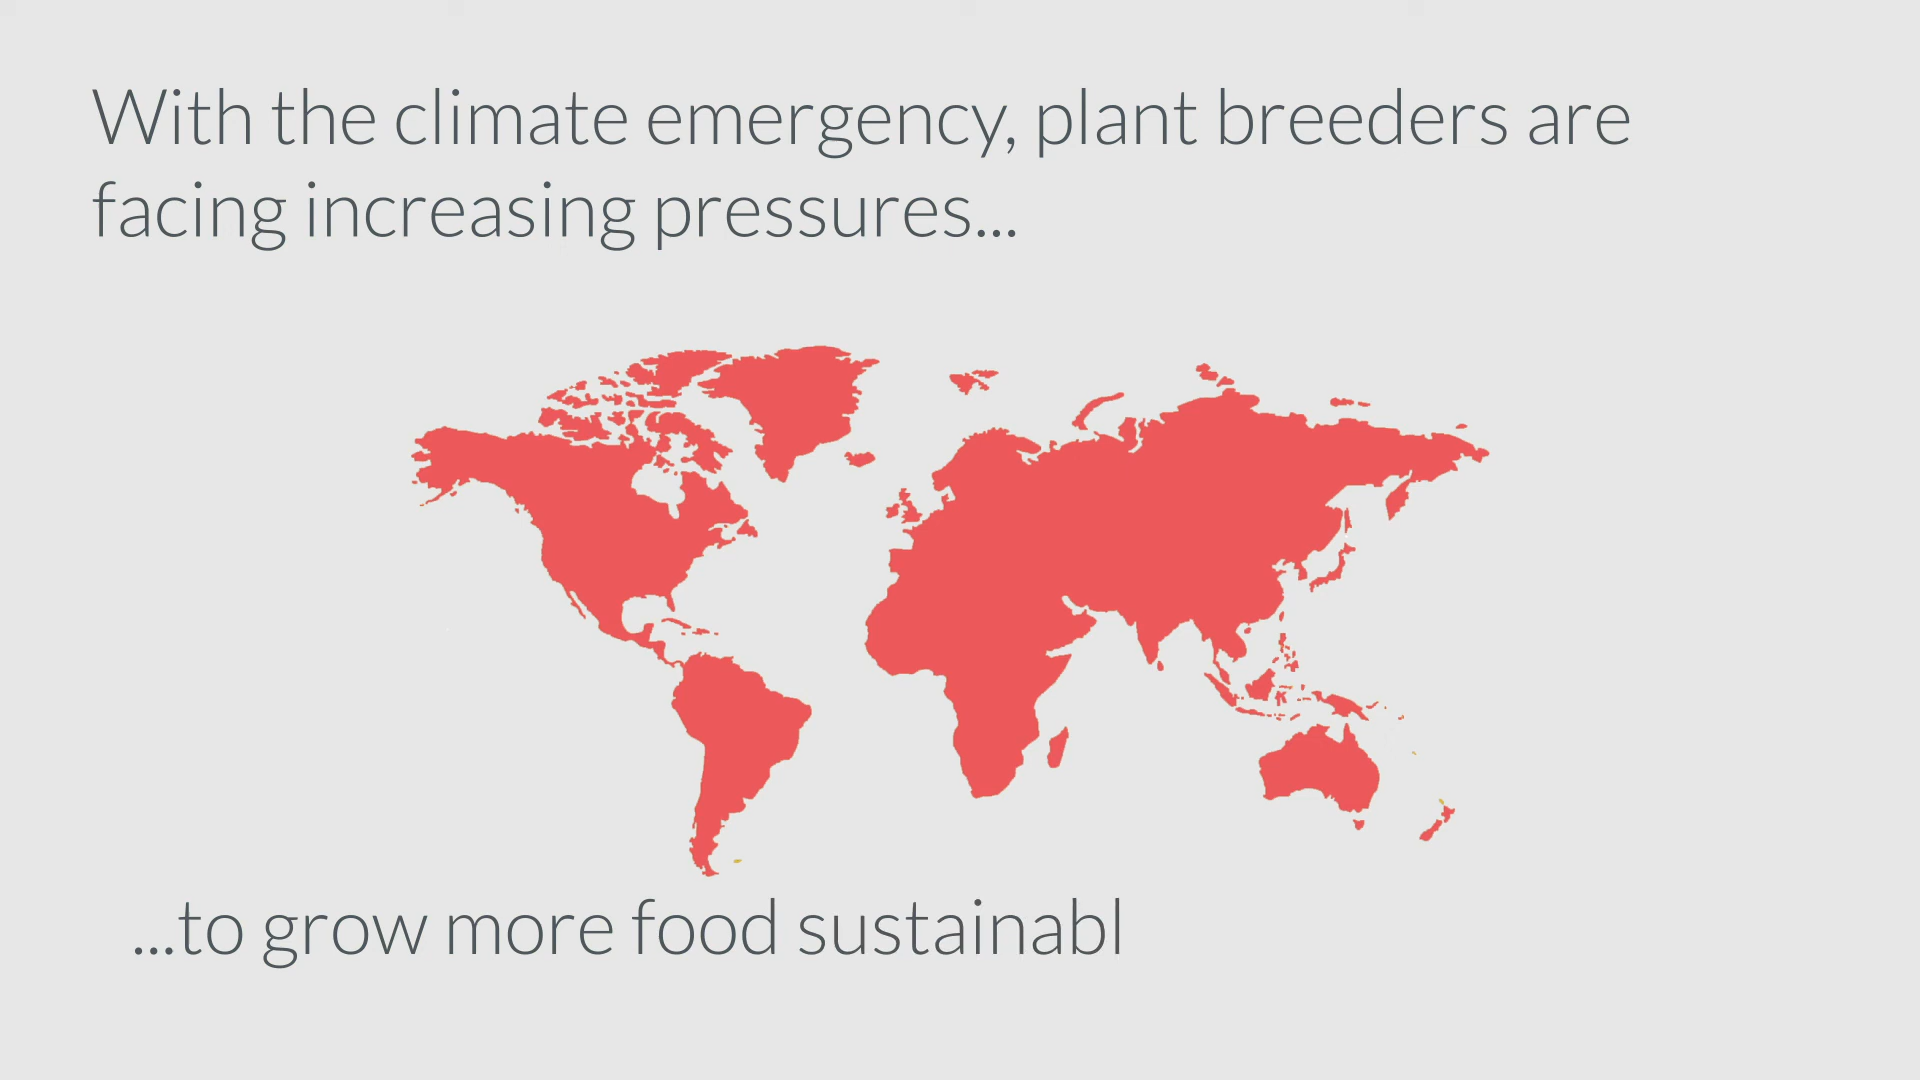 With the climate emergency, plant breeders are
facing increasing pressures...
...to grow more food sustainabl